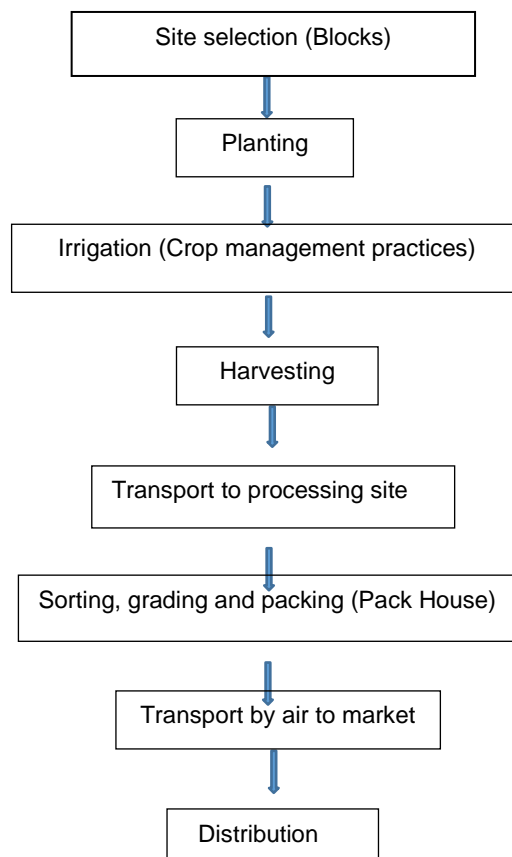 Site selection (Blocks)
Planting
Irrigation (Crop management practices)
Harvesting
Transport to processing site
Sorting, grading and packing (Pack House)
Transport by air to market
Distribution